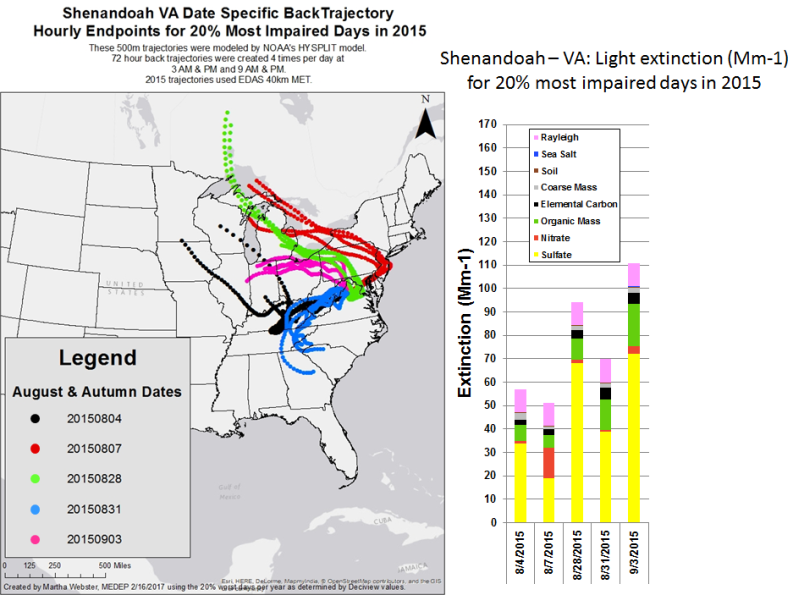 Shenandoah VA Date Specific BackTrajectory
Hourly Endpoints for 20% Most Impaired Days in 2015
These 500m trajectories were modeled by NOAA's HYSPLIT model.
72 hour back trajectories were created 4 times per day at
3 AM & PM and 9 AM & PM.
2015 trajectories used EDAS 40km MET.
N
UNITED
STATES
Gulf of
Mexico
CUBA
JAMAICA
Legend
August & Autumn Dates
20150804
20150807
20150828
20150831
20150903
0 125 250 500 Miles
Esri, HERE, DeLorme, MapmyIndia, © OpenStreetMap contributors, and the GIS
Created by Martha Webster, MEDEP 2/16/2017 using the 20% worst days per year as determined by Deciview values.
Shenandoah – VA: Light extinction (Mm-1)
for 20% most impaired days in 2015
Extinction (Mm-1)
170
160
150
140
130
120
110
100
90
80
70
60
50
40
30
20
10
0
Rayleigh
Sea Salt
Soil
Coarse Mass
Elemental Carbon
Organic Mass
Nitrate
Sulfate
8/4/2015
8/7/2015
8/28/2015
8/31/2015
9/3/2015